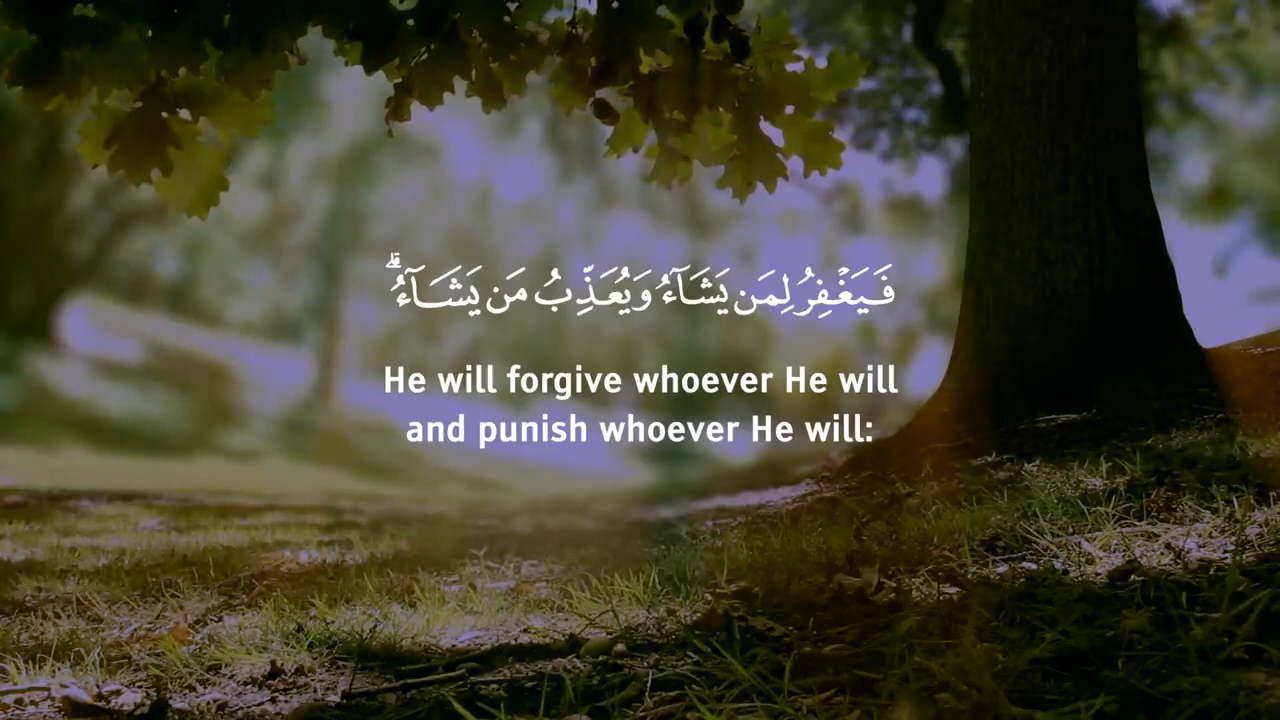 فَيَغْفِرُ لِمَن يَشَآءُ وَيُعَذِّبُ مَن يَشَآءُ ۗ
He will forgive whoever He will
and punish whoever He will: